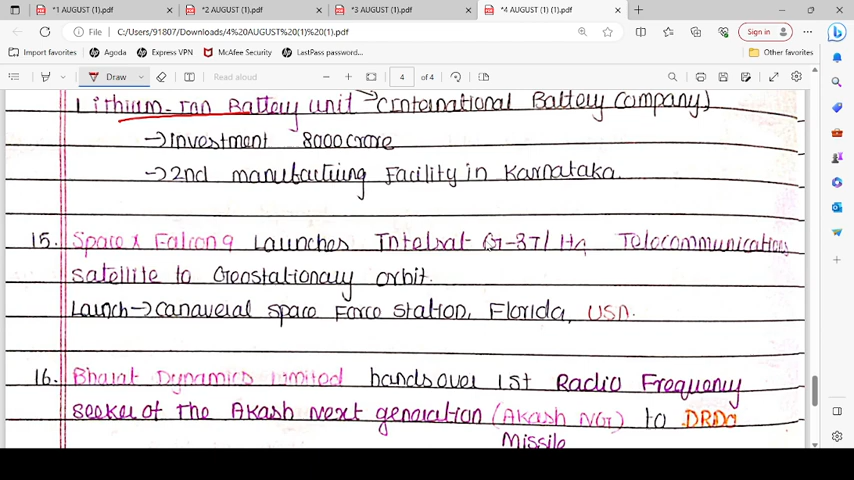 *1 AUGUST (1).pdf
*2 AUGUST (1).pdf
*3 AUGUST (1).pdf
*4 AUGUST (1) (1).pdf
File
C:/Users/91807/Downloads/4%20AUGUST%20(1)%20(1).pdf
Sign in
Import favorites
Agoda
Express VPN
McAfee Security
LastPass password...
Other favorites
Draw
Read aloud
4
of 4
Lithium-Ion Battery unit → (International Battery Company)
→ Investment 8000 crore
→ 2nd manufacturing Facility in Karnataka.
15. Space X Falcon 9 Launches Intelsat G-37/ Telecommunications
satellite to Geostationary orbit.
Launch → canaveral space Force station, Florida, USA.
16. Bharat Dynamics Limited hands over 1st Radio Frequency
seeker of The Akash Next generation (Akash NG) to DRDO
Missile